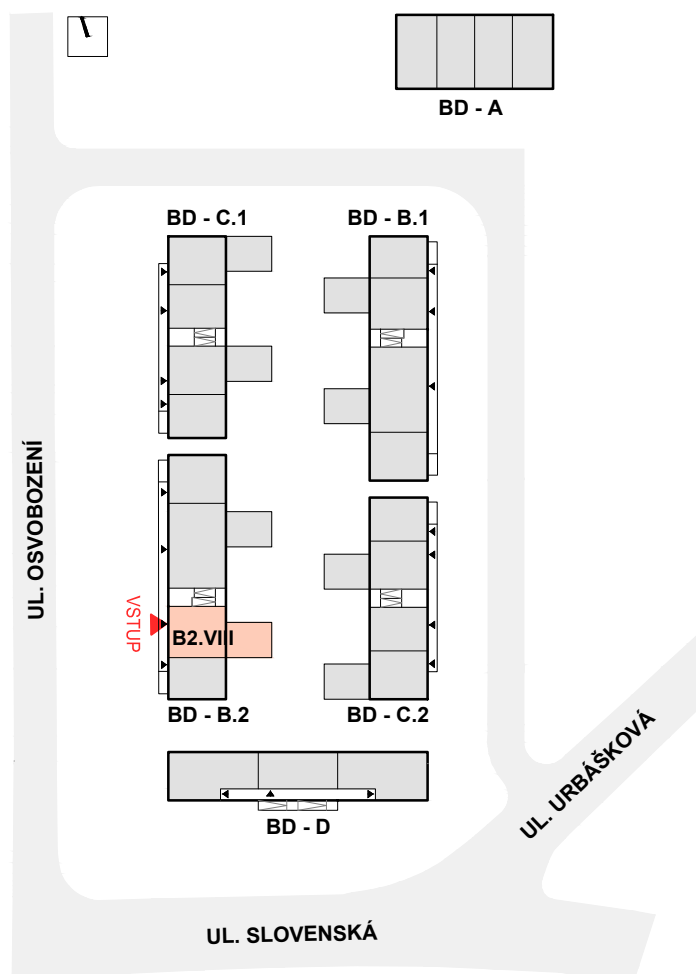 BD - A
BD - C.1
BD - B.1
UL. OSVOBOZENÍ
VSTUP
B2.VIII
BD - B.2
BD - C.2
UL. URBÁŠKOVÁ
BD - D
UL. SLOVENSKÁ